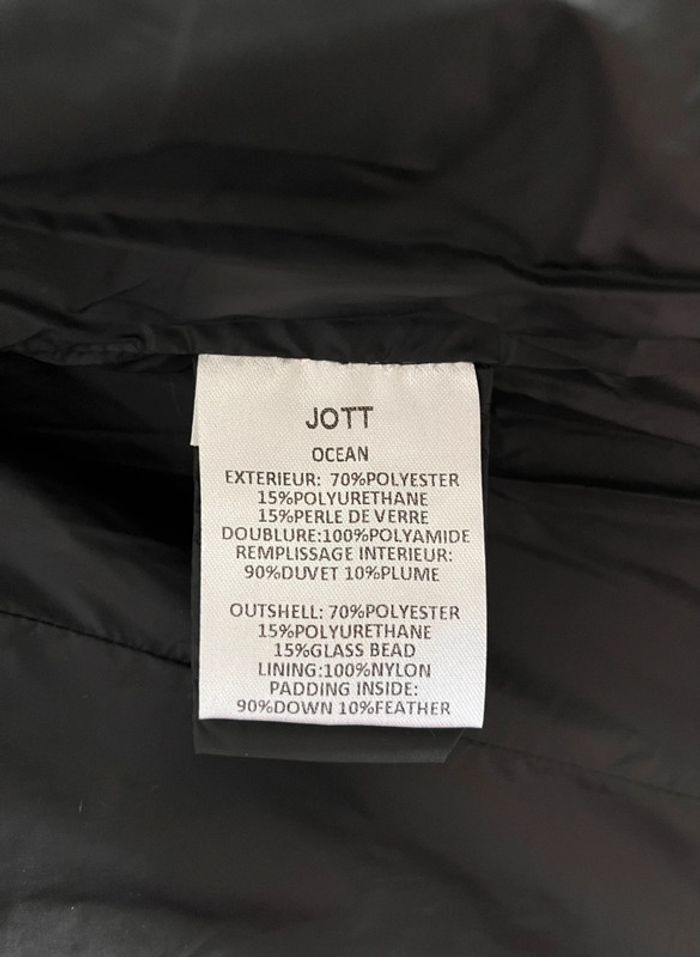 JOTT
OCEAN
EXTERIEUR: 70%POLYESTER
15%POLYURETHANE
15%PERLE DE VERRE
DOUBLURE:100%POLYAMIDE
REMPLISSAGE INTERIEUR:
90%DUVET 10%PLUME
OUTSHELL: 70%POLYESTER
15%POLYURETHANE
15%GLASS BEAD
LINING:100%NYLON
PADDING INSIDE:
90%DOWN 10%FEATHER